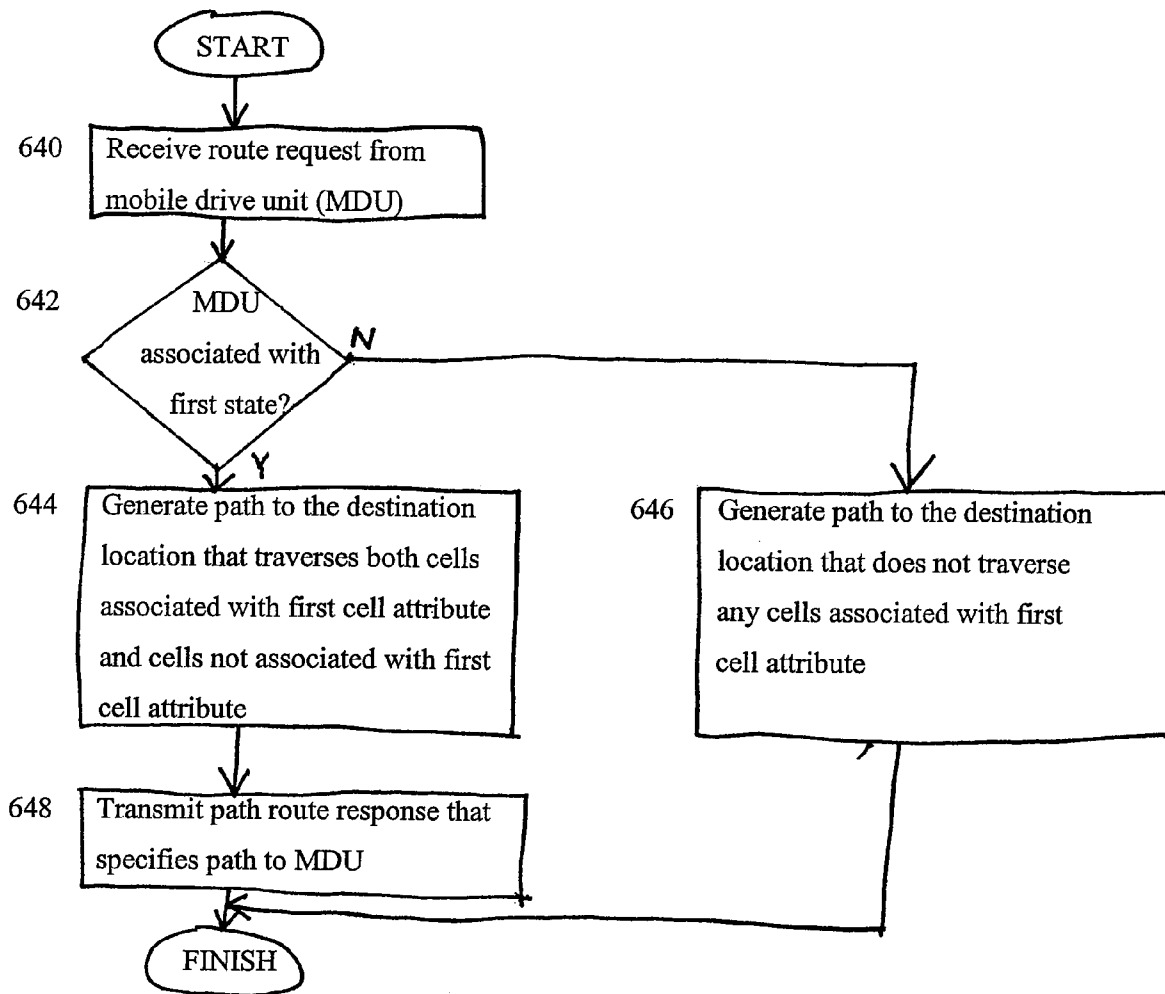 START
640
Receive route request from
mobile drive unit (MDU)
642
MDU
associated with
first state?
N
Y
644
Generate path to the destination
location that traverses both cells
associated with first cell attribute
and cells not associated with first
cell attribute
646
Generate path to the destination
location that does not traverse
any cells associated with first
cell attribute
648
Transmit path route response that
specifies path to MDU
FINISH